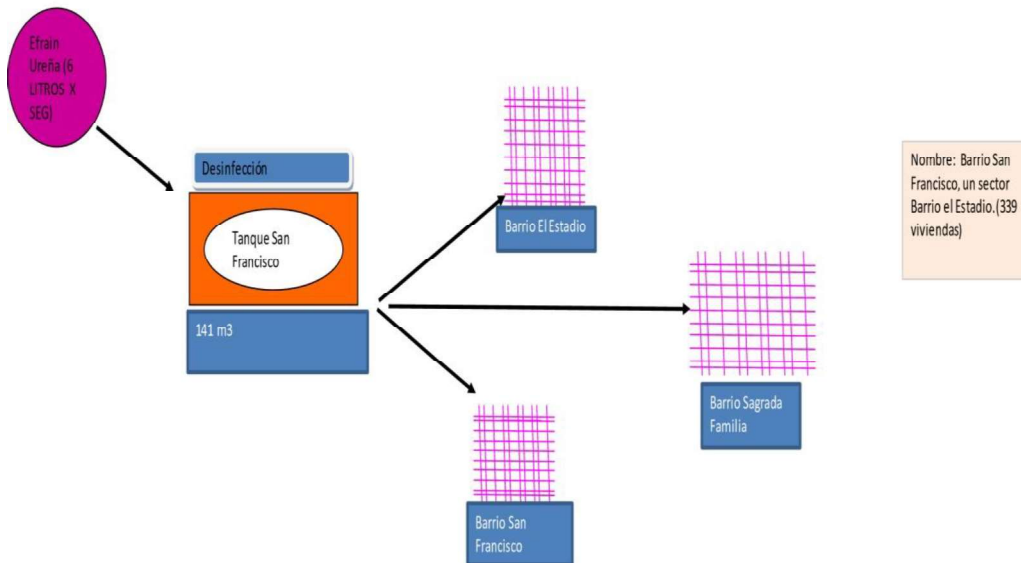 Efrain
Ureña (6
LITROS X
SEG)
Desinfección
Tanque San
Francisco
141 m3
Barrio El Estadio
Barrio Sagrada
Familia
Barrio San
Francisco
Nombre: Barrio San
Francisco, un sector
Barrio el Estadio.(339
viviendas)